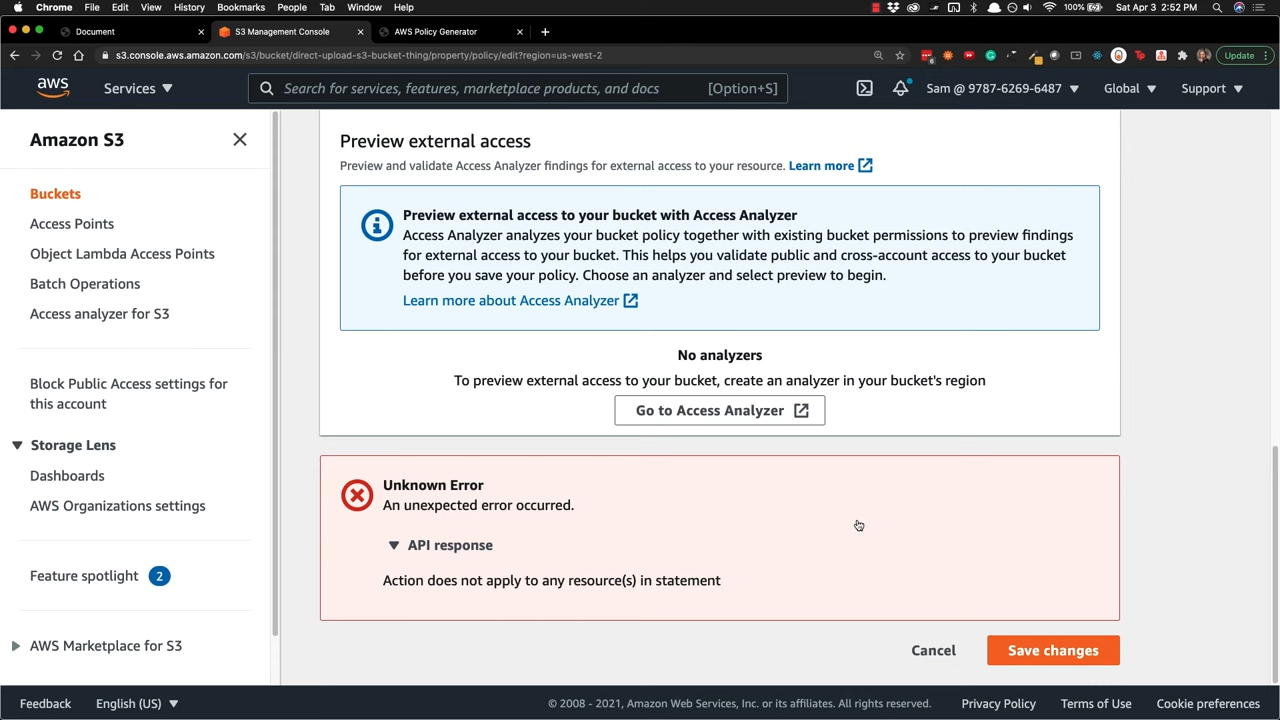 Chrome File Edit View History Bookmarks People Tab Window Help 100% Sat Apr 3 2:52 PM
Document S3 Management Console AWS Policy Generator
s3.console.aws.amazon.com/s3/bucket/direct-upload-s3-bucket-thing/property/policy/edit?region=us-west-2 Update
aws Services Search for services, features, marketplace products, and docs [Option+S] Sam @ 9787-6269-6487 Global Support
Amazon S3
Buckets
Access Points
Object Lambda Access Points
Batch Operations
Access analyzer for S3
Block Public Access settings for
this account
Storage Lens
Dashboards
AWS Organizations settings
Feature spotlight 2
AWS Marketplace for S3
Preview external access
Preview and validate Access Analyzer findings for external access to your resource. Learn more
Preview external access to your bucket with Access Analyzer
Access Analyzer analyzes your bucket policy together with existing bucket permissions to preview findings
for external access to your bucket. This helps you validate public and cross-account access to your bucket
before you save your policy. Choose an analyzer and select preview to begin.
Learn more about Access Analyzer
No analyzers
To preview external access to your bucket, create an analyzer in your bucket's region
Go to Access Analyzer
Unknown Error
An unexpected error occurred.
API response
Action does not apply to any resource(s) in statement
Cancel Save changes
Feedback English (US) © 2008 - 2021, Amazon Web Services, Inc. or its affiliates. All rights reserved. Privacy Policy Terms of Use Cookie preferences